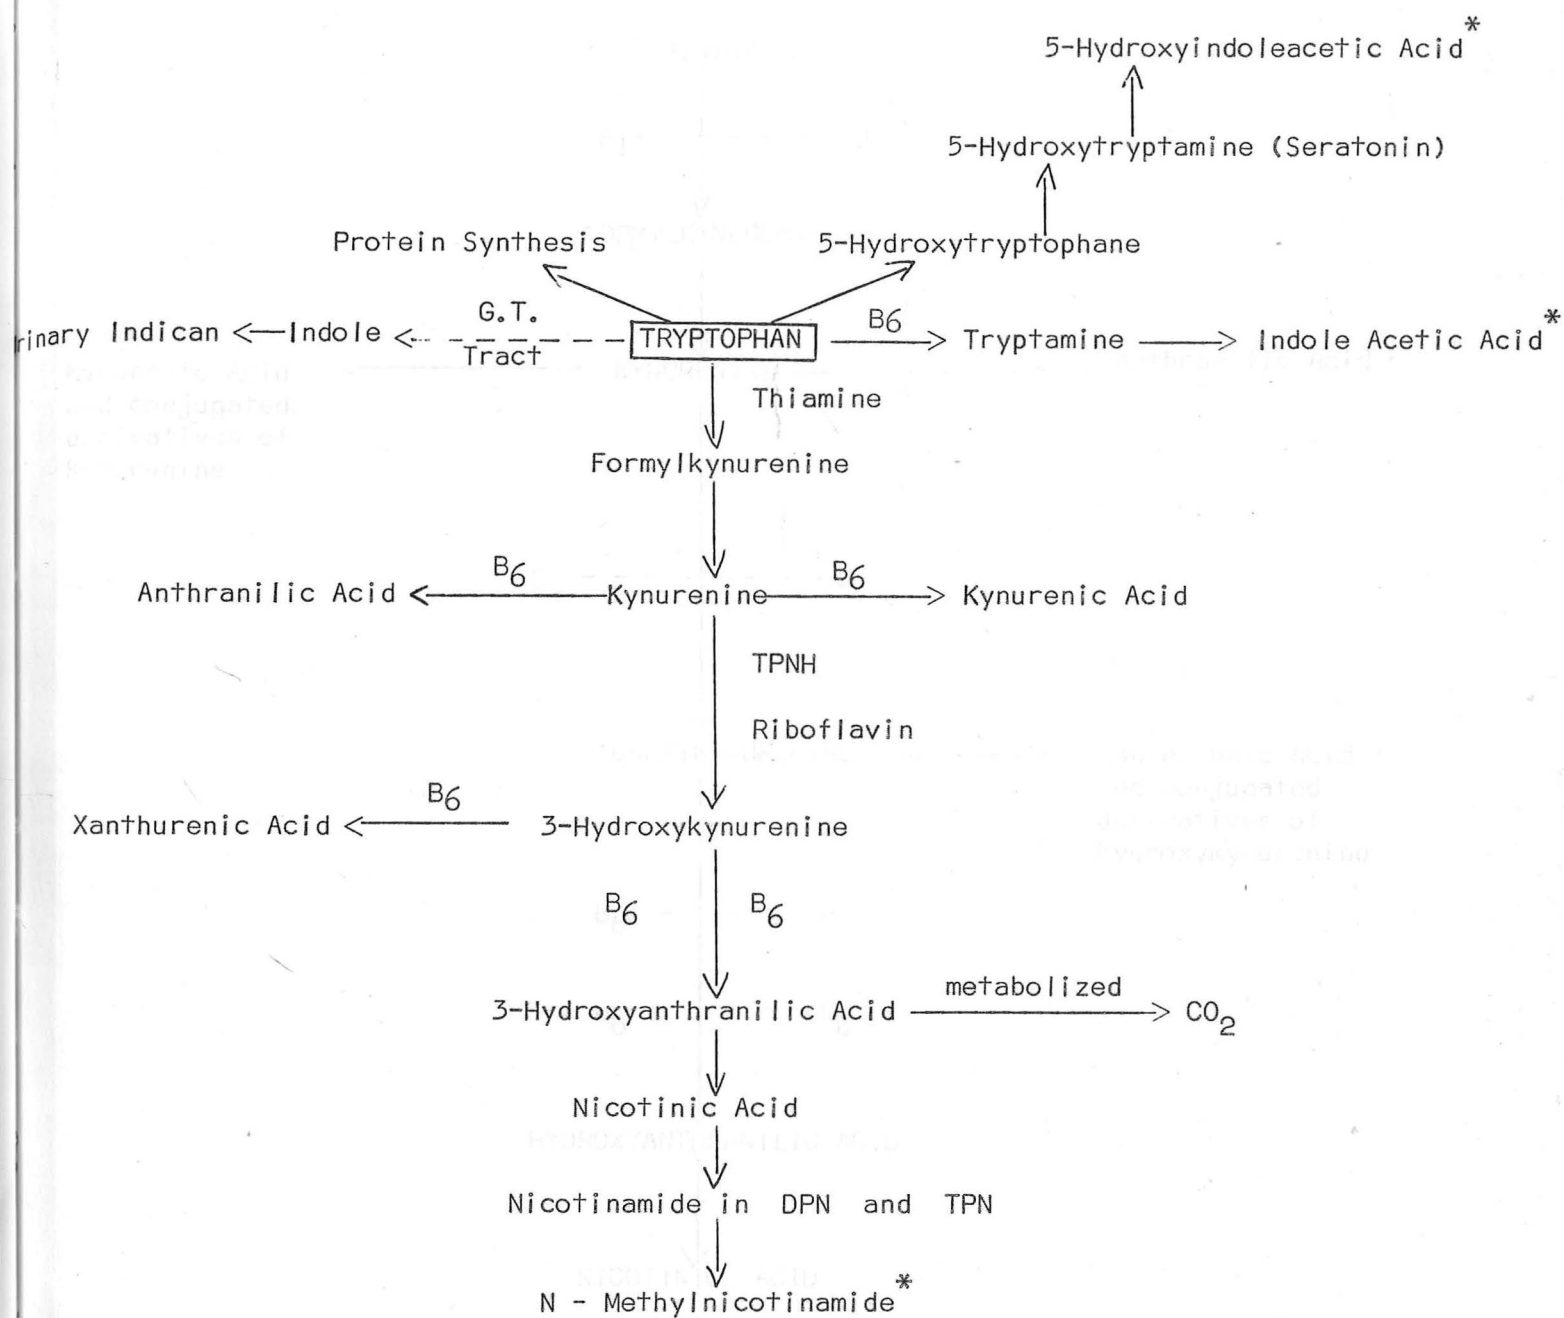 5-Hydroxyindoleacetic Acid*
5-Hydroxytryptamine (Seratonin)
Protein Synthesis 5-Hydroxytryptophane
rinary Indican Indole G.T. Tract TRYPTOPHAN B6 Tryptamine Indole Acetic Acid*
Thiamine
Formylkynurenine
Anthranilic Acid B6 Kynurenine B6 Kynurenic Acid
TPNH
Riboflavin
Xanthurenic Acid B6 3-Hydroxykynurenine
B6 B6
3-Hydroxyanthranilic Acid metabolized CO2
Nicotinic Acid
Nicotinamide in DPN and TPN
N - Methylnicotinamide*